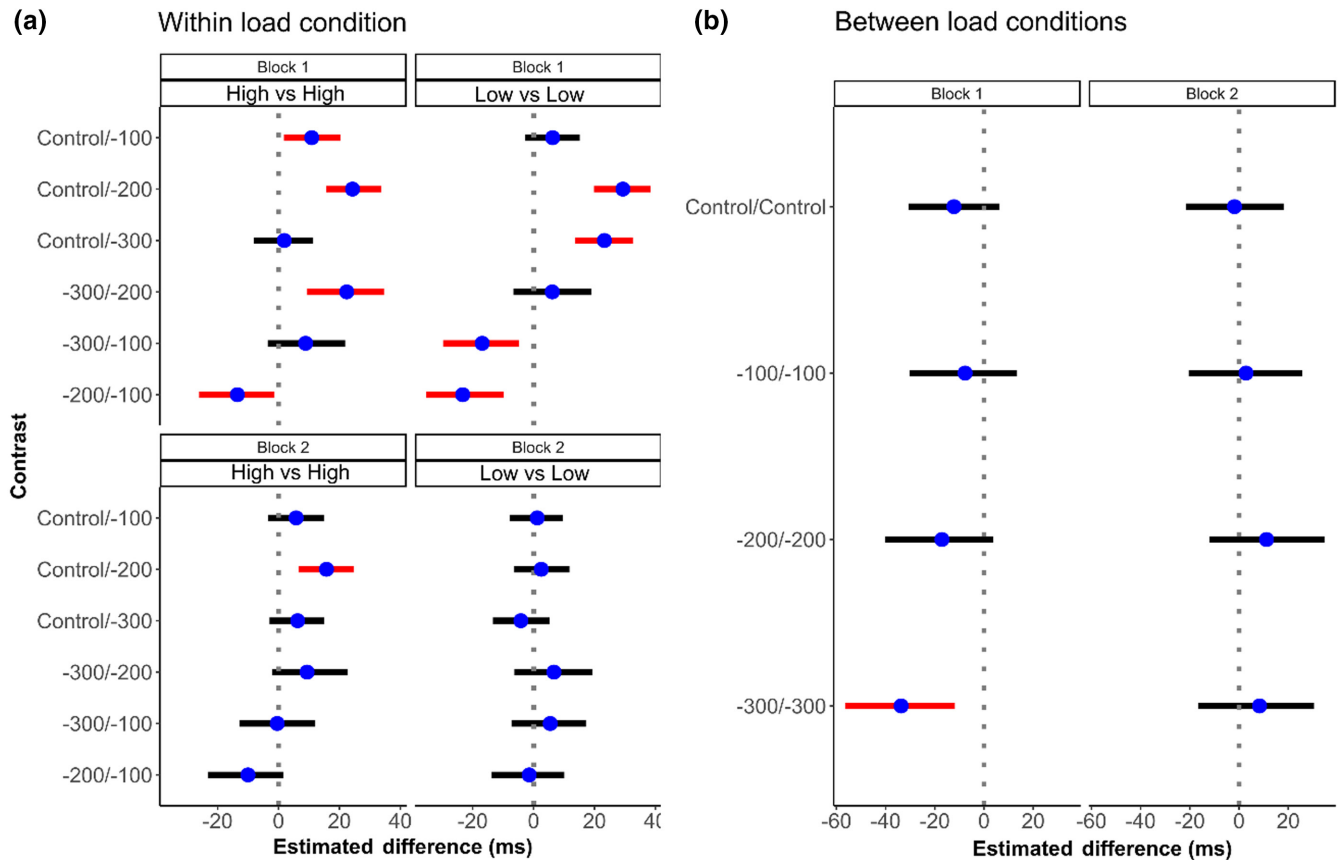 (a) Within load condition
Block 1
High vs High
Block 1
Low vs Low
Control/-100
Control/-200
Control/-300
-300/-200
-300/-100
-200/-100
Block 2
High vs High
Block 2
Low vs Low
Control/-100
Control/-200
Control/-300
-300/-200
-300/-100
-200/-100
Contrast
-20 0 20 40
-20 0 20 40
Estimated difference (ms)
(b) Between load conditions
Block 1
Block 2
Control/Control
-100/-100
-200/-200
-300/-300
-60 -40 -20 0 20
-60 -40 -20 0 20
Estimated difference (ms)